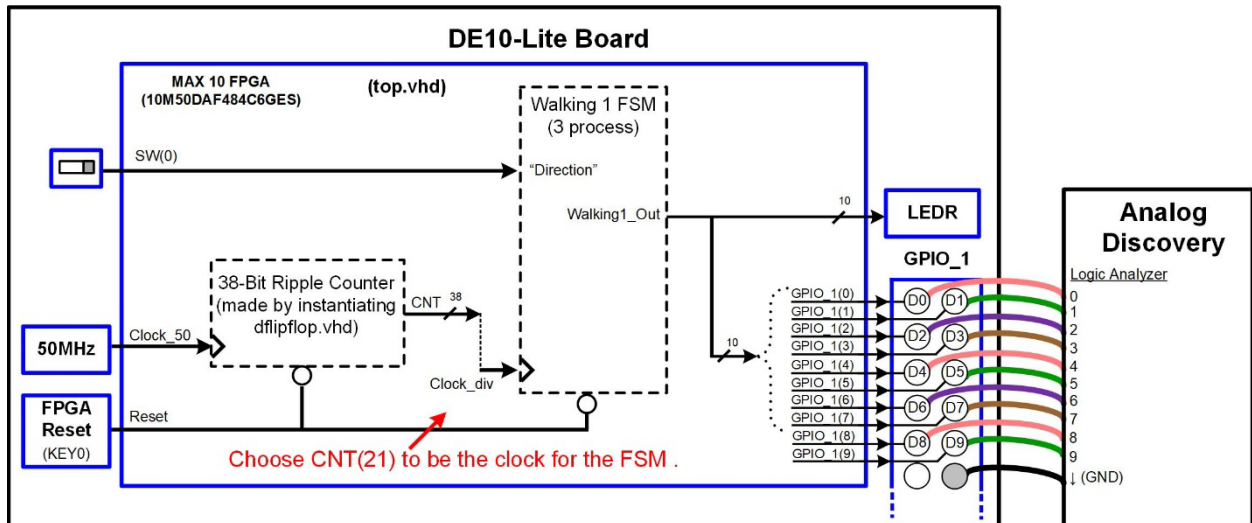 DE10-Lite Board
MAX 10 FPGA
(10M50DAF484C6GES)
(top.vhd)
Walking 1 FSM
(3 process)
SW(0)
"Direction"
Walking1_Out
10
LEDR
Analog
Discovery
GPIO_1
Logic Analyzer
38-Bit Ripple Counter
(made by instantiating
dflipflop.vhd)
CNT
38
50MHz
Clock_50
Clock_div
10
FPGA
Reset
(KEY0)
Reset
Choose CNT(21) to be the clock for the FSM .
GPIO_1(0)
GPIO_1(1)
GPIO_1(2)
GPIO_1(3)
GPIO_1(4)
GPIO_1(5)
GPIO_1(6)
GPIO_1(7)
GPIO_1(8)
GPIO_1(9)
D0
D1
D2
D3
D4
D5
D6
D7
D8
D9
0
1
2
3
4
5
6
7
8
9
↓ (GND)